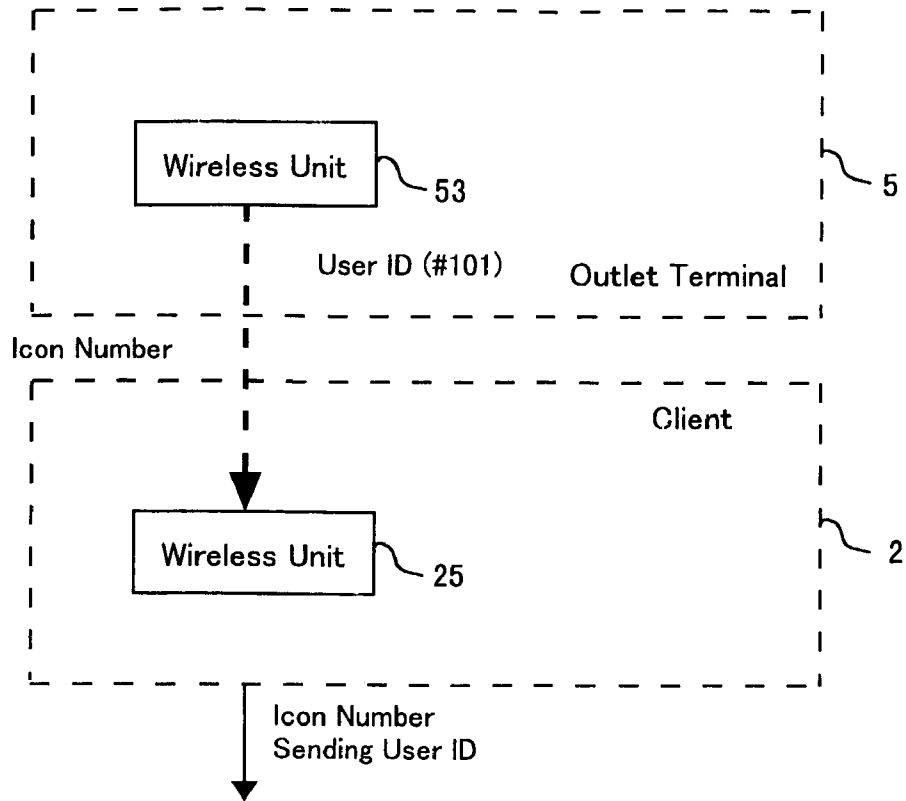 Wireless Unit
53
5
User ID (#101)
Outlet Terminal
Icon Number
Client
Wireless Unit
25
2
Icon Number
Sending User ID